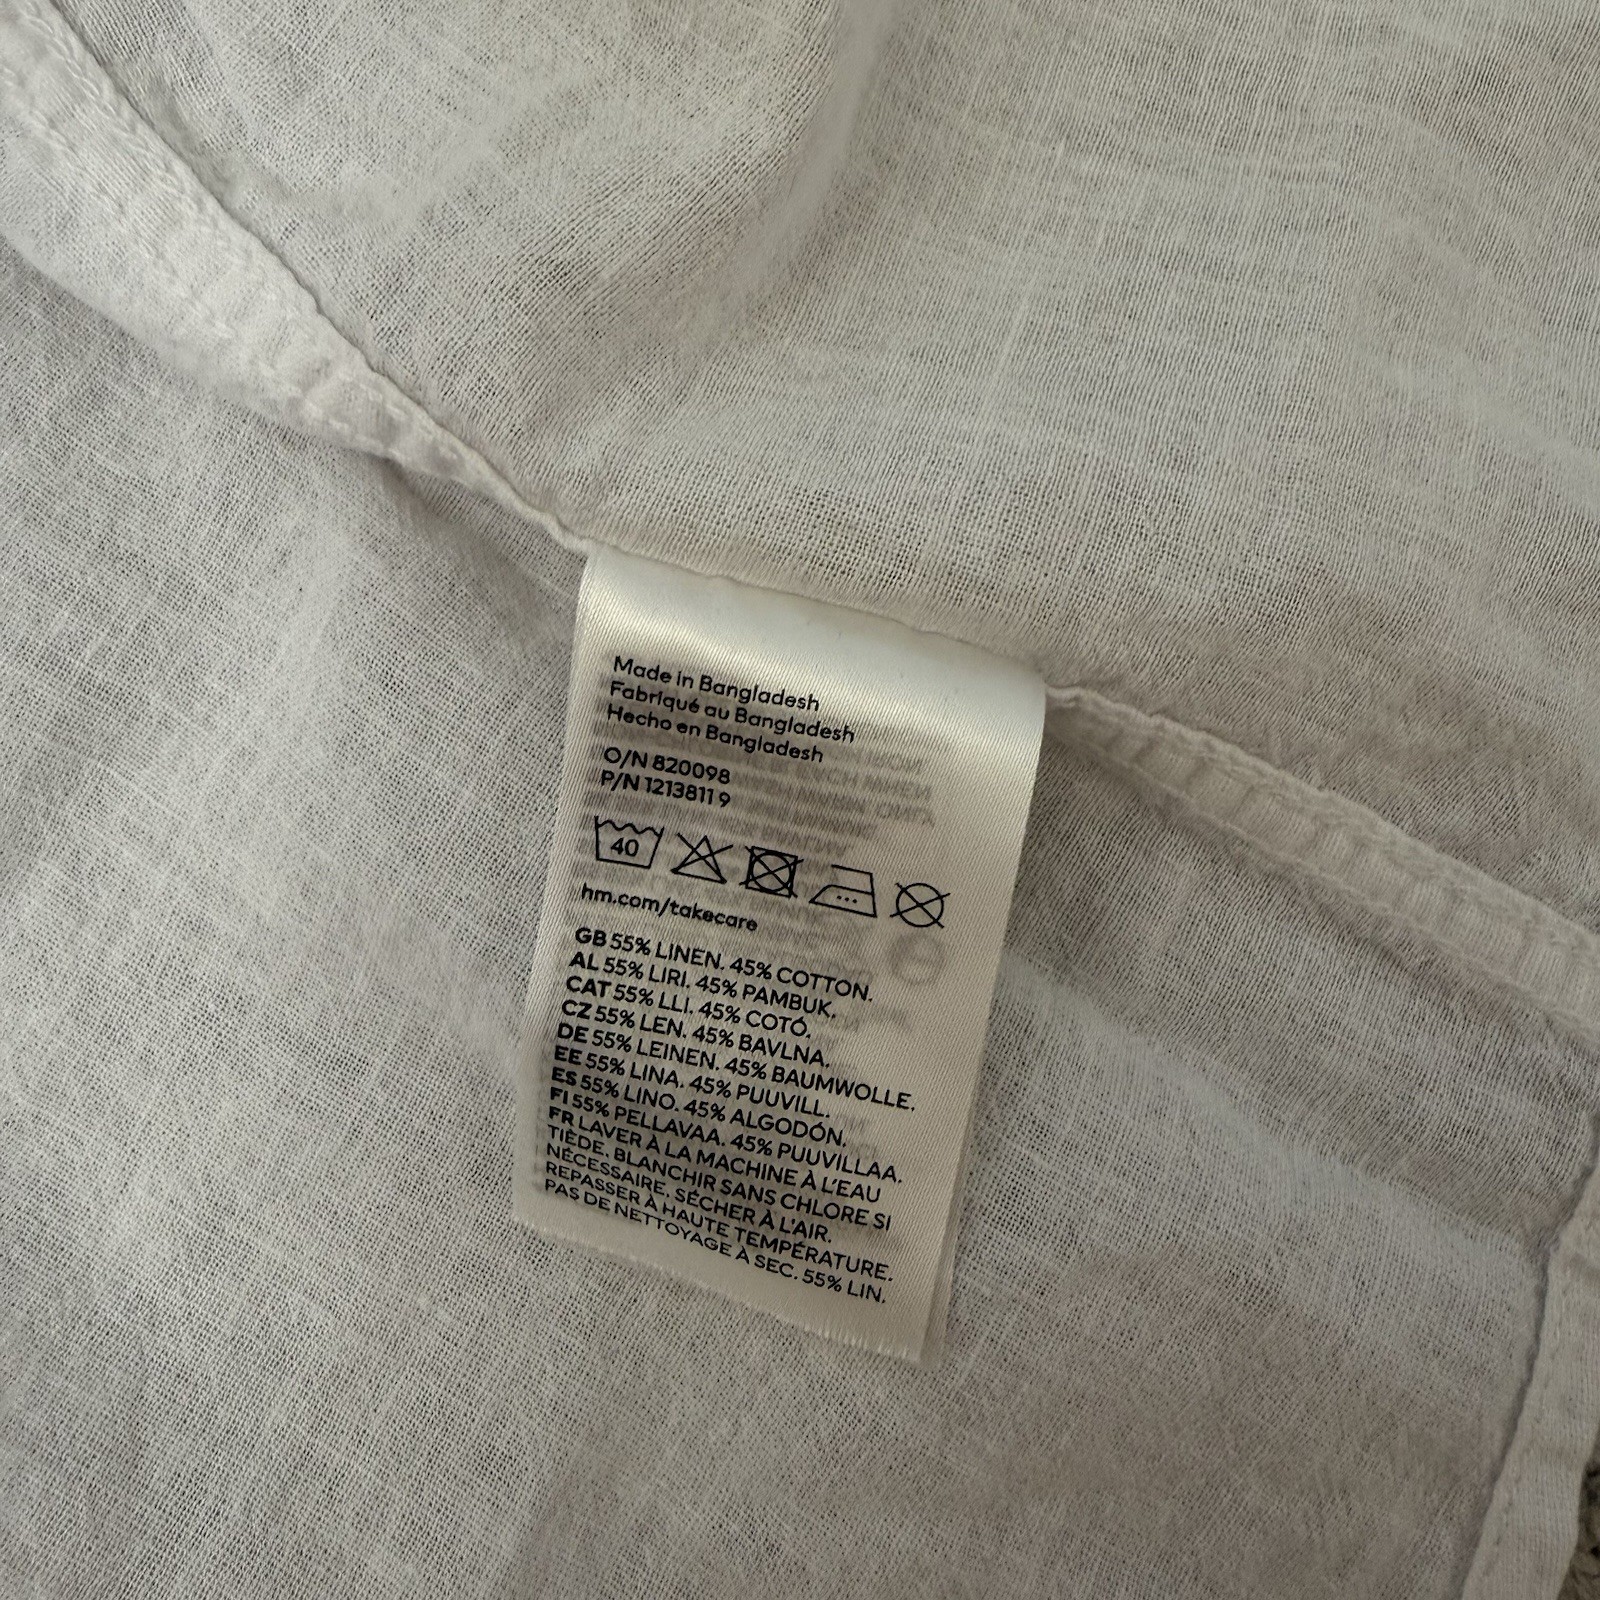 Made in Bangladesh
Fabriqué au Bangladesh
Hecho en Bangladesh
O/N 820098
P/N 1213811 9
40
hm.com/takecare
GB 55% LINEN. 45% COTTON.
AL 55% LIRI. 45% PAMBUK.
CAT 55% LLI. 45% COTÓ.
CZ 55% LEN. 45% BAVLNA.
DE 55% LEINEN. 45% BAUMWOLLE.
EE 55% LINA. 45% PUUVILL.
ES 55% LINO. 45% ALGODÓN.
FI 55% PELLAVAA. 45% PUUVILLAA.
FR LAVER À LA MACHINE À L'EAU
TIÈDE. BLANCHIR SANS CHLORE SI
NÉCESSAIRE. SÉCHER À L'AIR.
REPASSER À HAUTE TEMPÉRATURE.
PAS DE NETTOYAGE À SEC. 55% LIN.